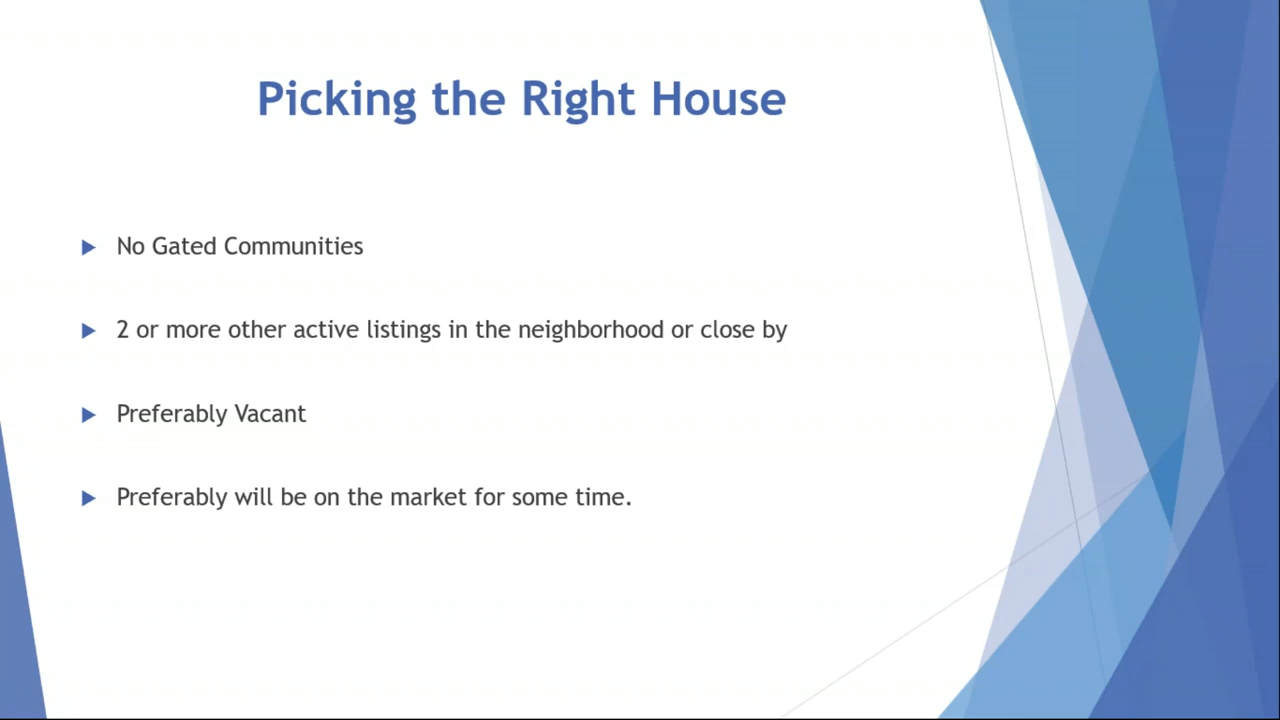 Picking the Right House
No Gated Communities
2 or more other active listings in the neighborhood or close by
Preferably Vacant
Preferably will be on the market for some time.